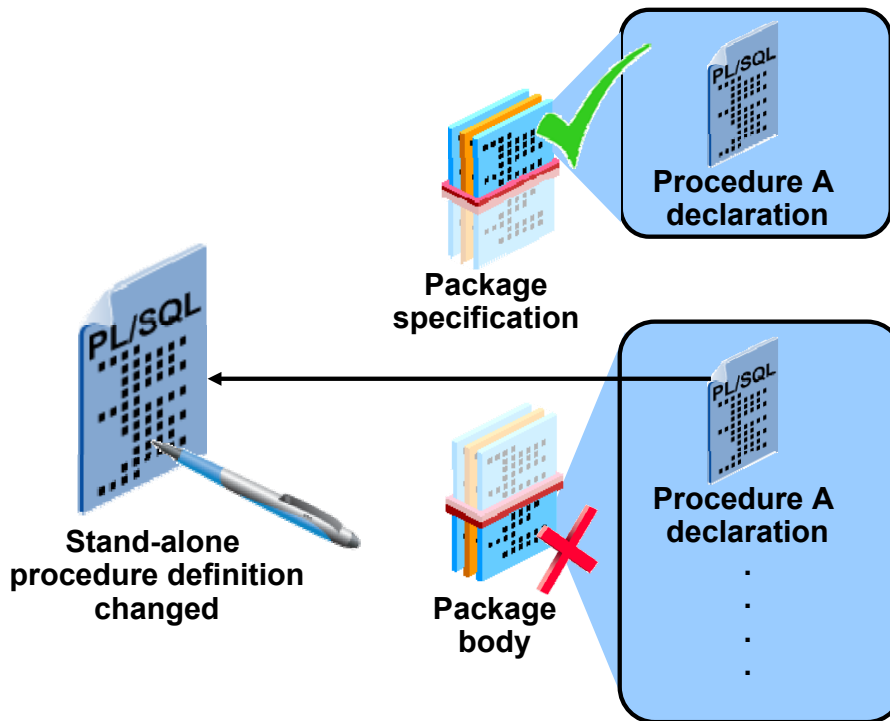 PL/SQL
Procedure A
declaration
Package
specification
PL/SQL
Stand-alone
procedure definition
changed
PL/SQL
Procedure A
declaration
.
.
.
.
Package
body